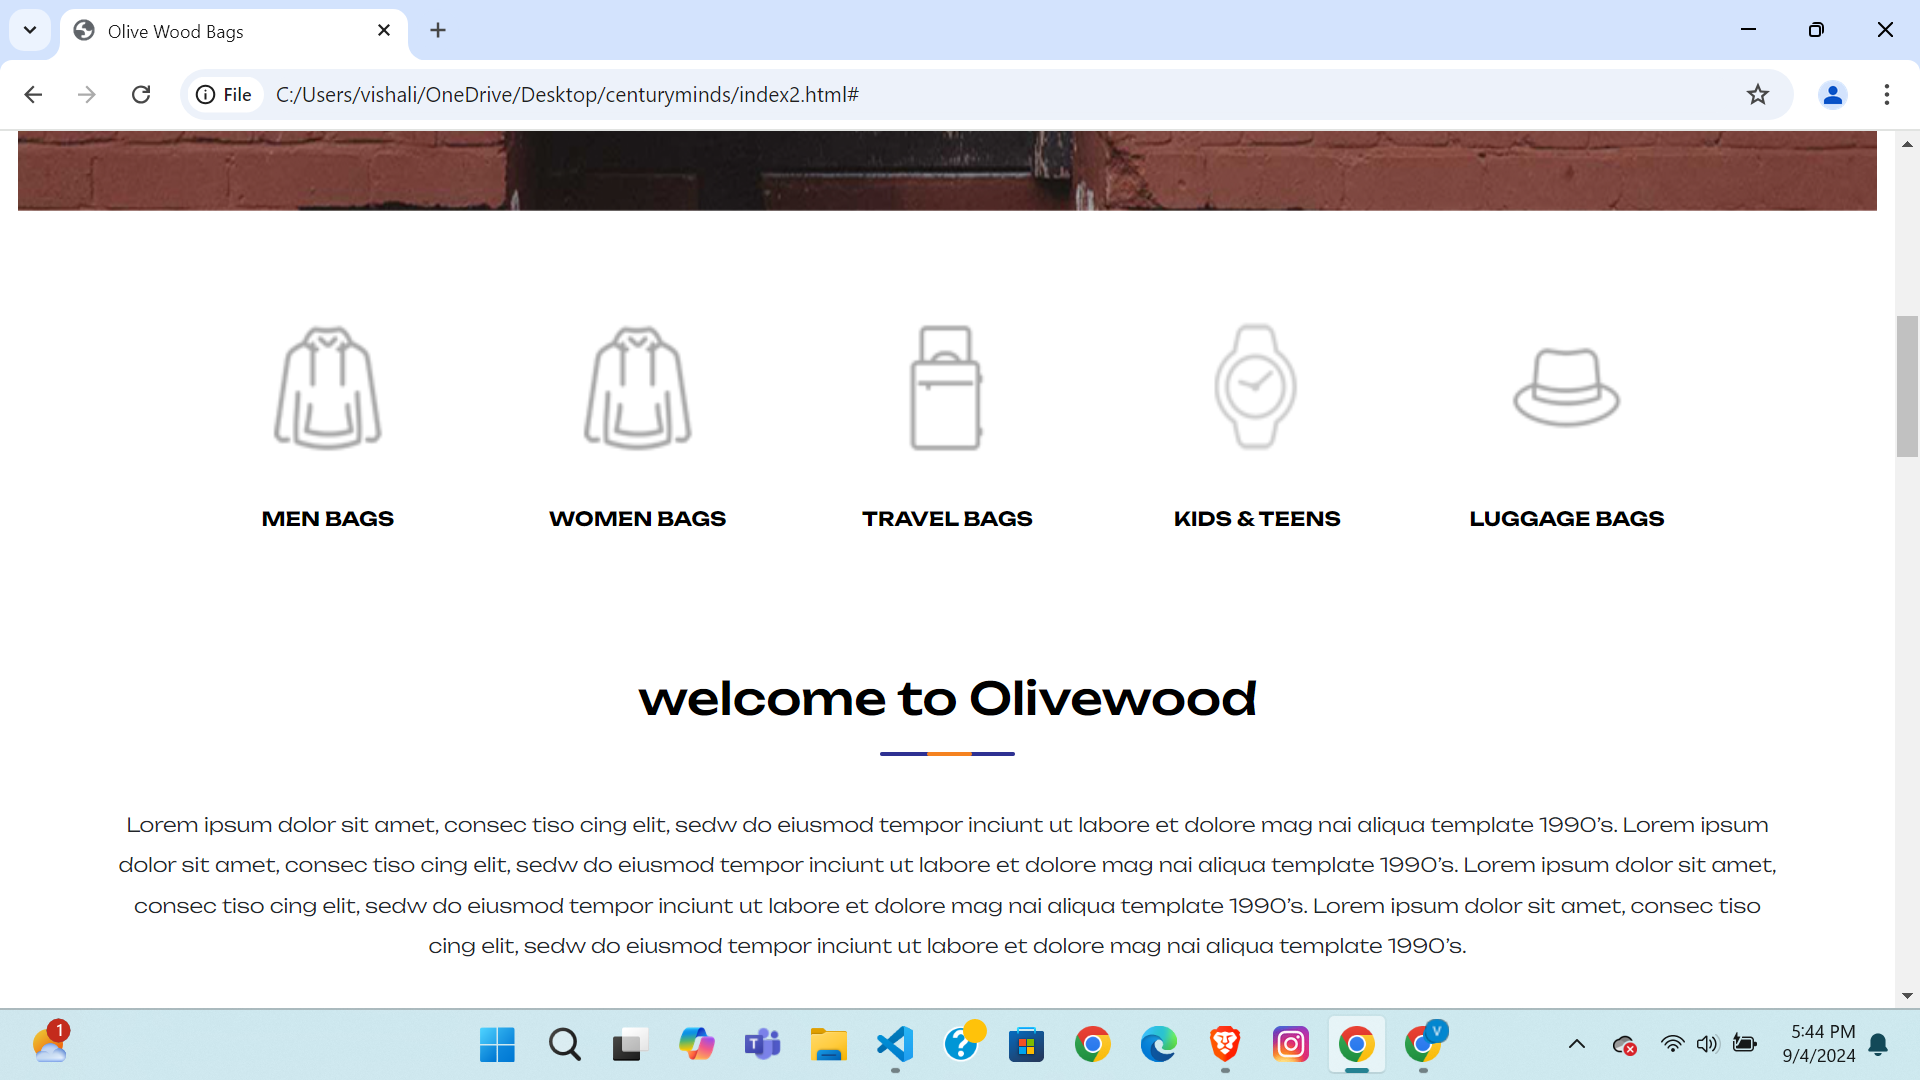 Olive Wood Bags
File
C:/Users/vishali/OneDrive/Desktop/centuryminds/index2.html#
MEN BAGS
WOMEN BAGS
TRAVEL BAGS
KIDS & TEENS
LUGGAGE BAGS
welcome to Olivewood
Lorem ipsum dolor sit amet, consec tiso cing elit, sedw do eiusmod tempor inciunt ut labore et dolore mag nai aliqua template 1990’s. Lorem ipsum
dolor sit amet, consec tiso cing elit, sedw do eiusmod tempor inciunt ut labore et dolore mag nai aliqua template 1990’s. Lorem ipsum dolor sit amet,
consec tiso cing elit, sedw do eiusmod tempor inciunt ut labore et dolore mag nai aliqua template 1990’s. Lorem ipsum dolor sit amet, consec tiso
cing elit, sedw do eiusmod tempor inciunt ut labore et dolore mag nai aliqua template 1990’s.
1
V
5:44 PM
9/4/2024